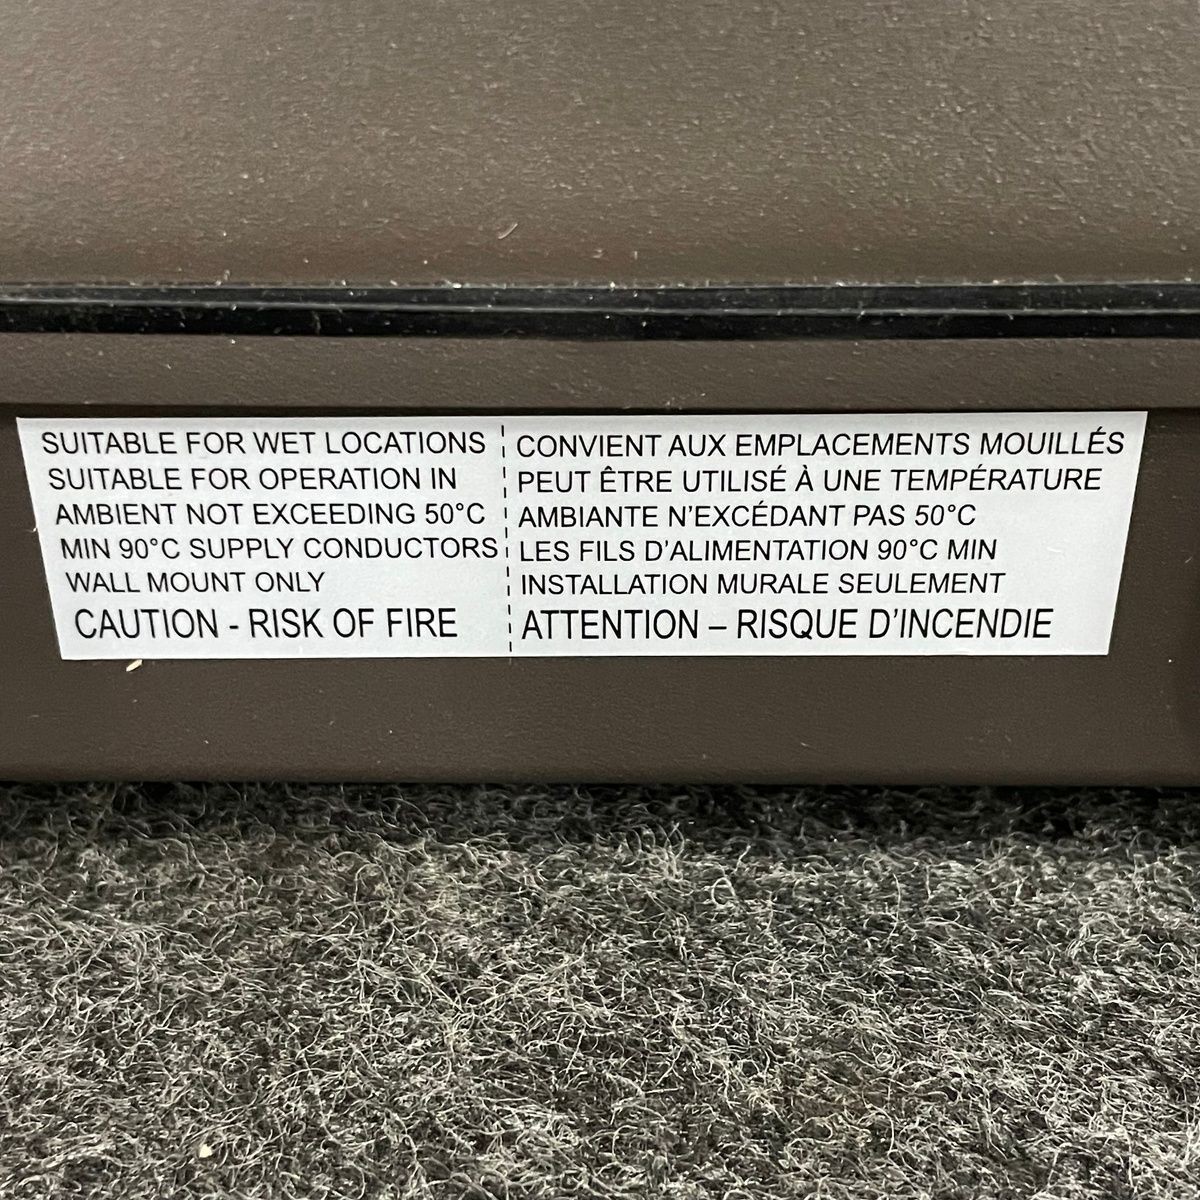 SUITABLE FOR WET LOCATIONS
SUITABLE FOR OPERATION IN
AMBIENT NOT EXCEEDING 50°C
MIN 90°C SUPPLY CONDUCTORS
WALL MOUNT ONLY
CAUTION - RISK OF FIRE
CONVIENT AUX EMPLACEMENTS MOUILLÉS
PEUT ÊTRE UTILISÉ À UNE TEMPÉRATURE
AMBIANTE N'EXCÉDANT PAS 50°C
LES FILS D'ALIMENTATION 90°C MIN
INSTALLATION MURALE SEULEMENT
ATTENTION – RISQUE D'INCENDIE